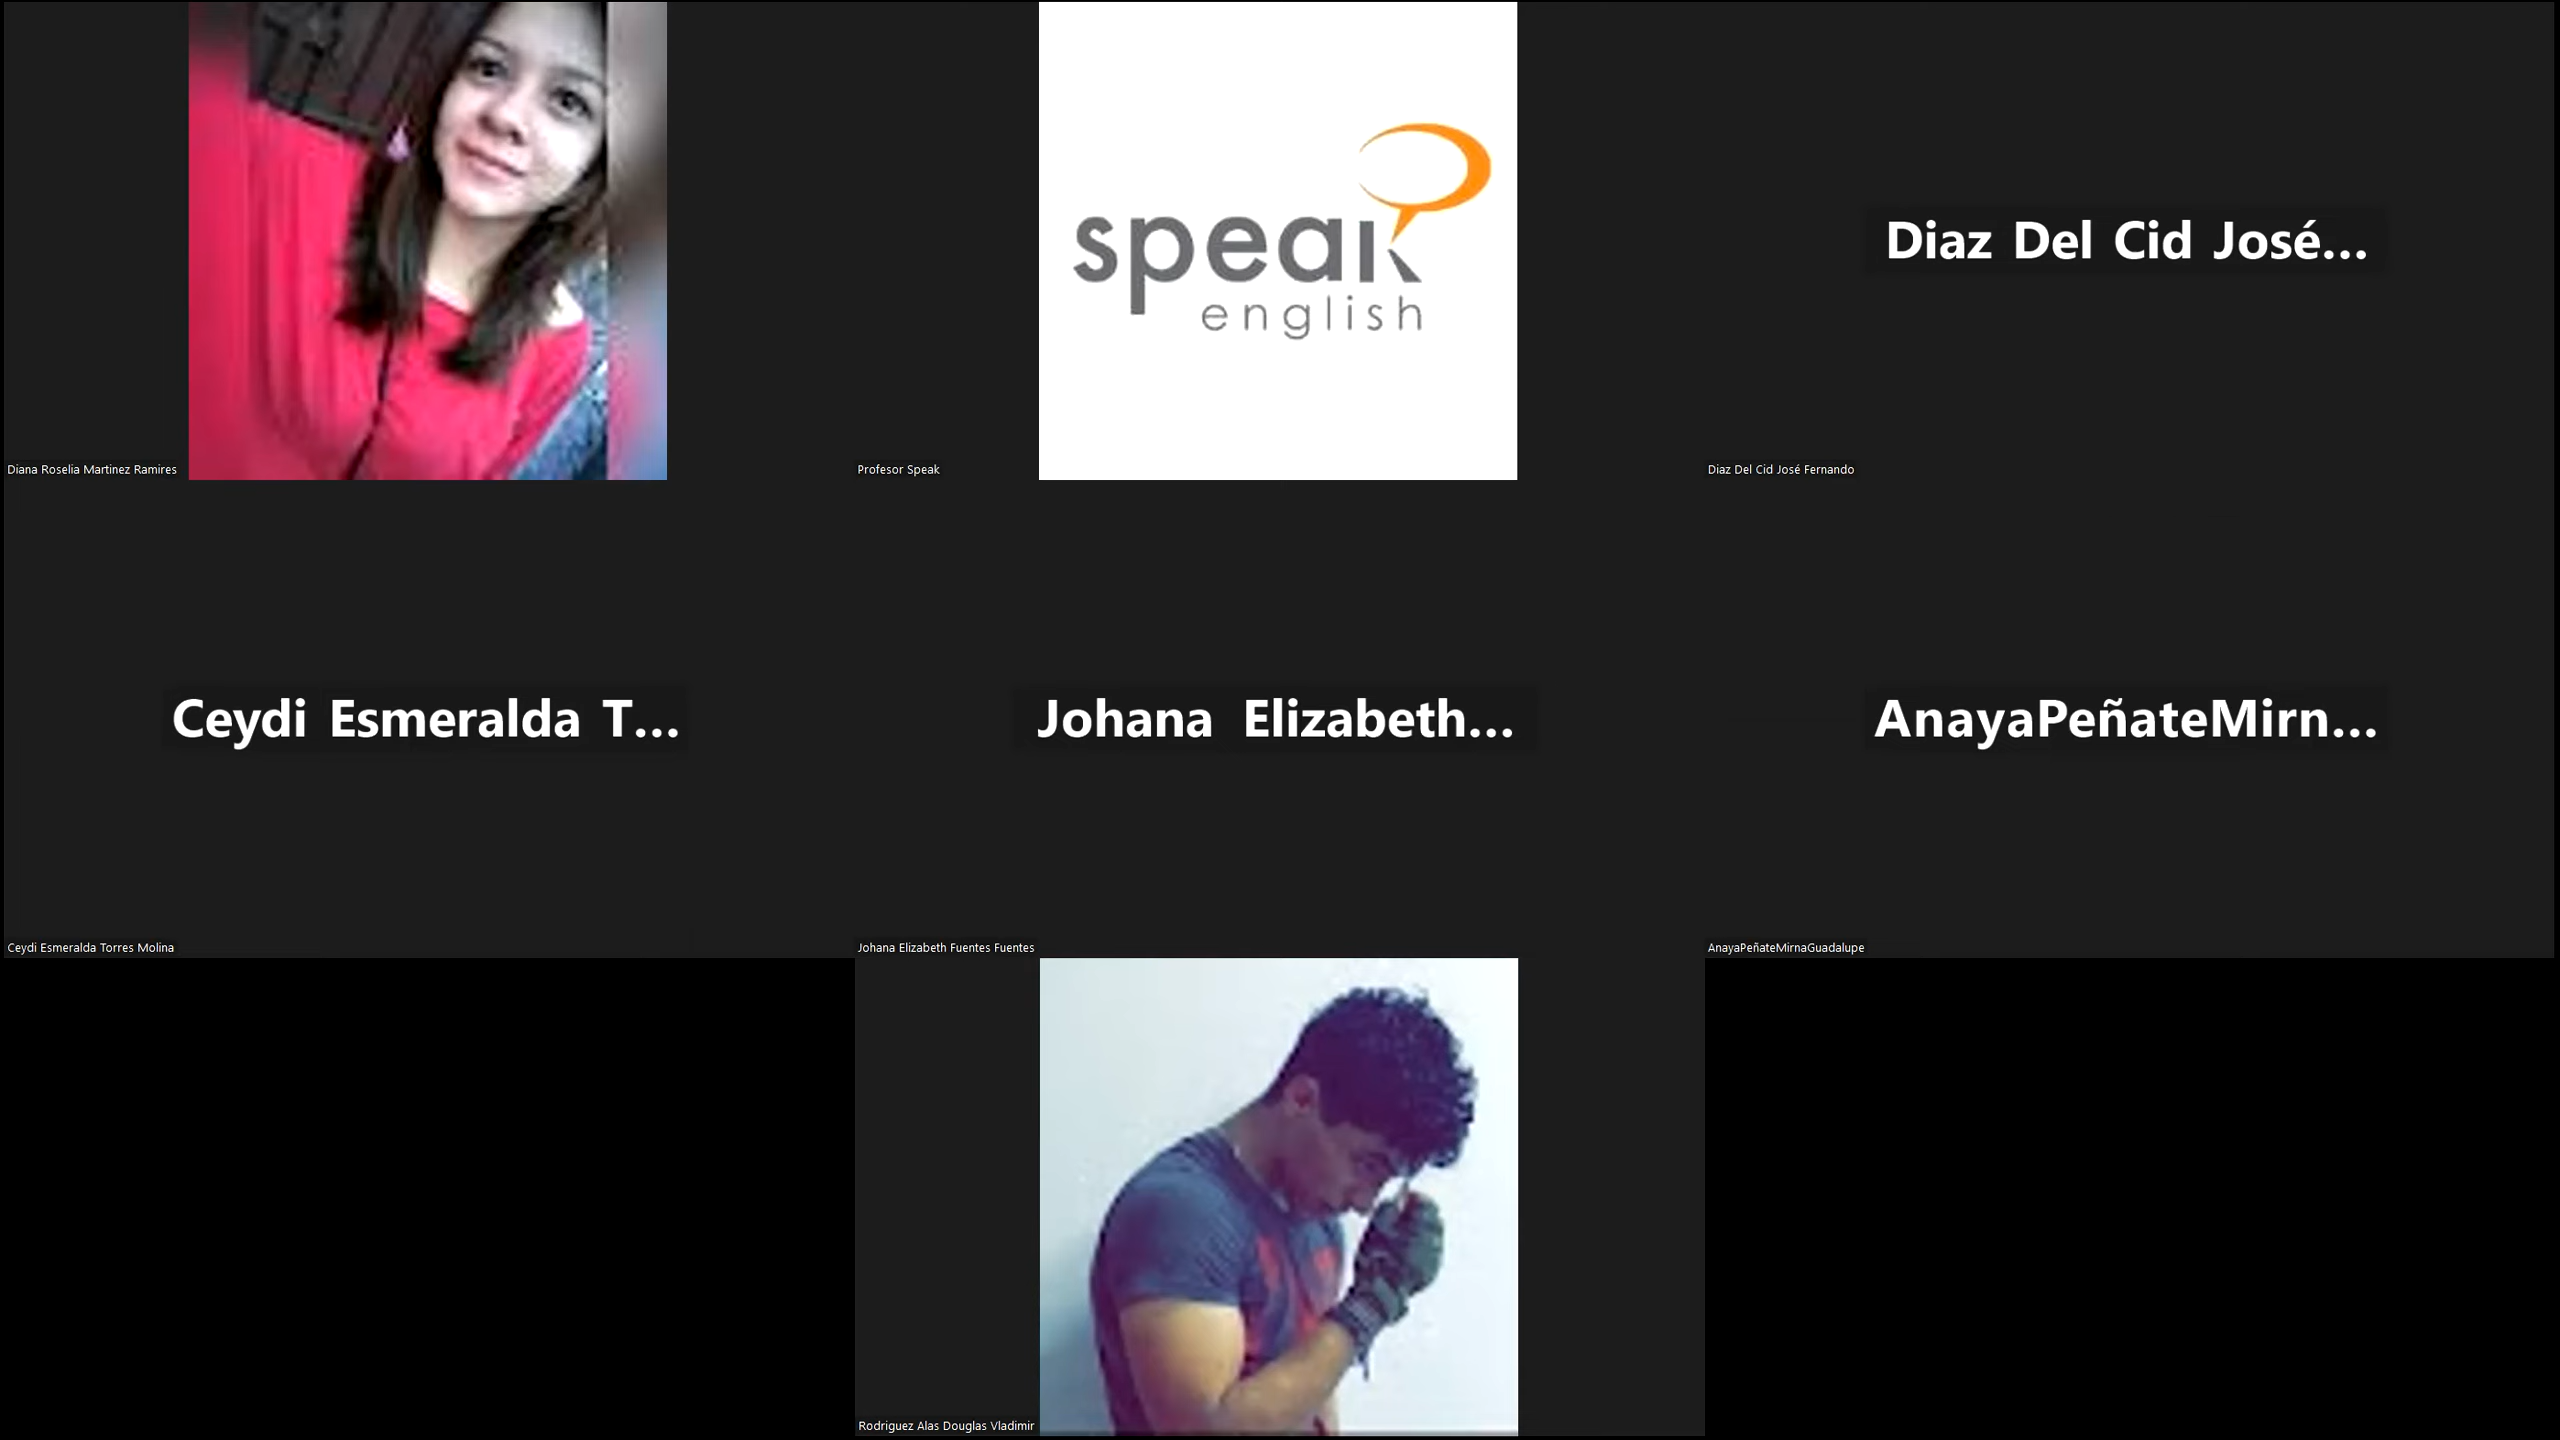 speak
english
Diaz Del Cid José...
Diana Roselia Martinez Ramires
Profesor Speak
Diaz Del Cid José Fernando
Ceydi Esmeralda T...
Johana Elizabeth...
AnayaPeñateMirn...
Ceydi Esmeralda Torres Molina
Johana Elizabeth Fuentes Fuentes
AnayaPeñateMirnaGuadalupe
Rodriguez Alas Douglas Vladimir